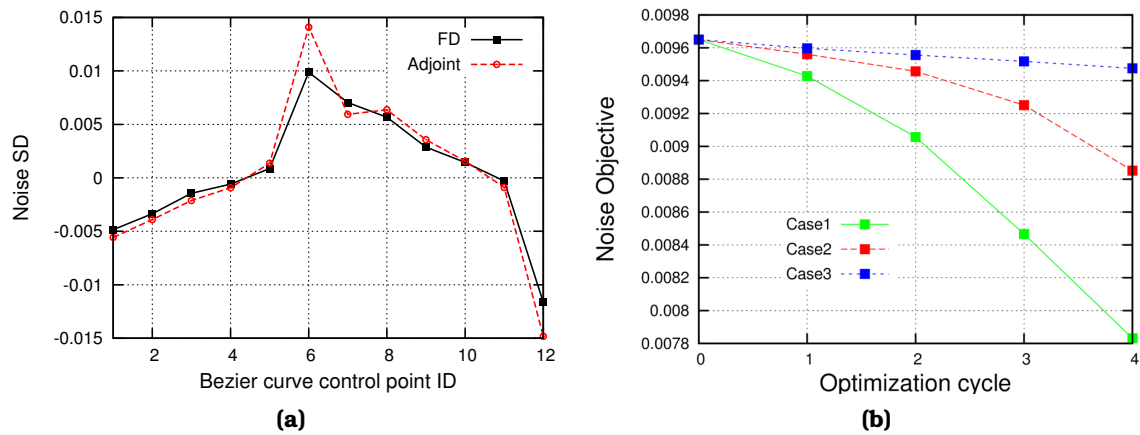 0.015
0.01
0.005
0
-0.005
-0.01
-0.015
Noise SD
FD
Adjoint
2 4 6 8 10 12
Bezier curve control point ID
(a)
0.0098
0.0096
0.0094
0.0092
0.009
0.0088
0.0086
0.0084
0.0082
0.008
0.0078
Noise Objective
Case1
Case2
Case3
0 1 2 3 4
Optimization cycle
(b)